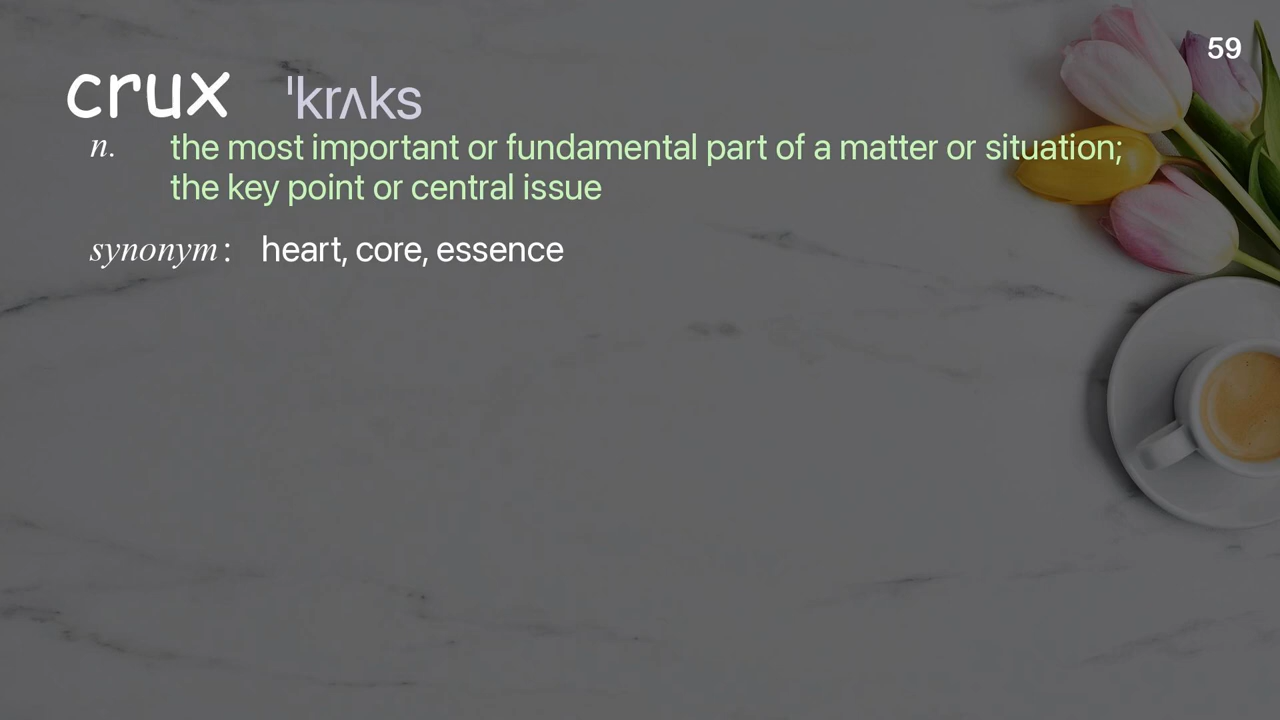 59
crux ˈkrʌks
n. the most important or fundamental part of a matter or situation;
the key point or central issue
synonym: heart, core, essence